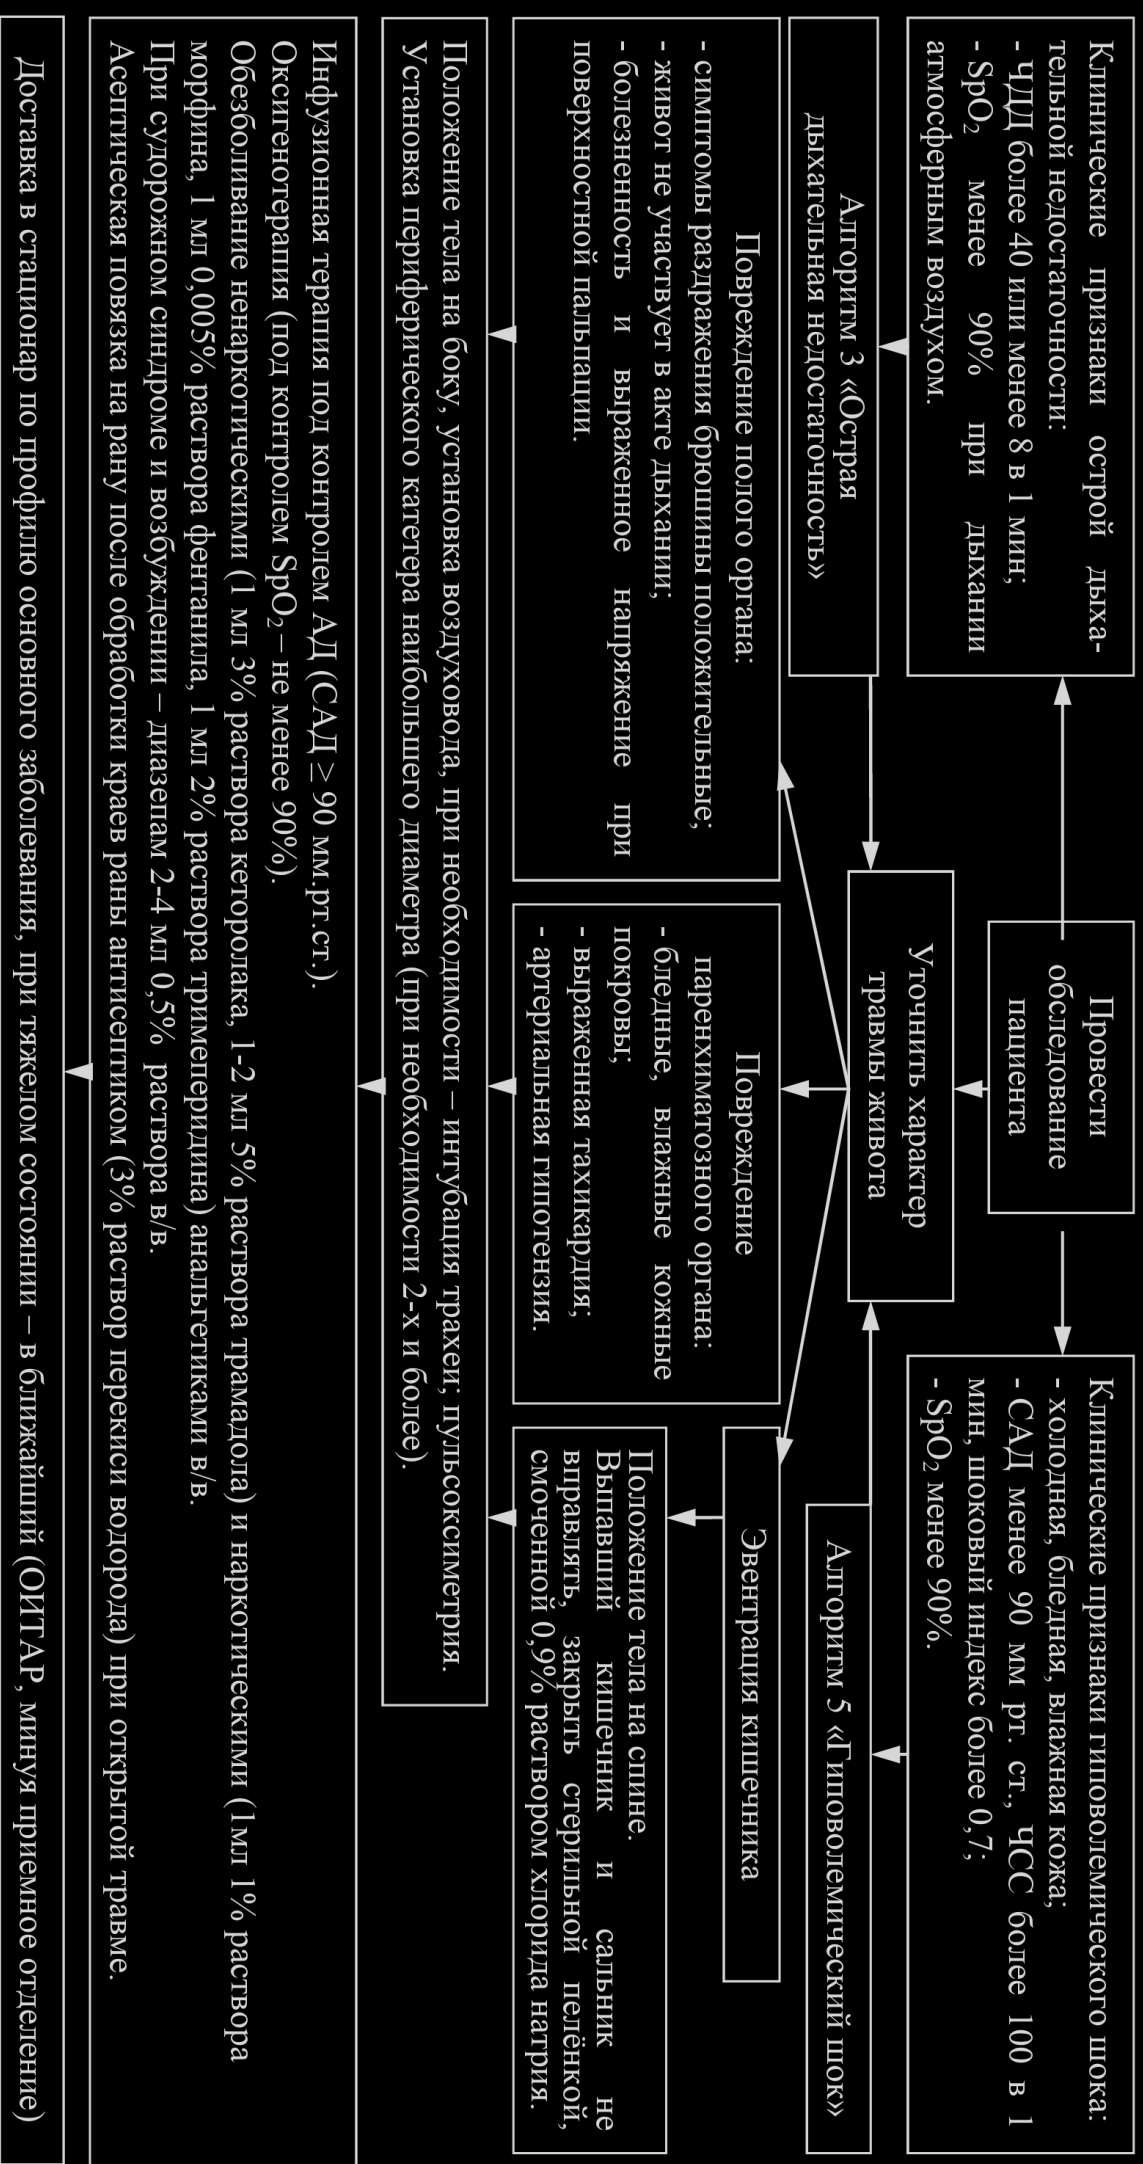 Клинические признаки острой дыха-
тельной недостаточности:
- ЧДД более 40 или менее 8 в 1 мин;
- SpO₂ менее 90% при дыхании
атмосферным воздухом.
Провести
обследование
пациента
Клинические признаки гиповолемического шока:
- холодная, бледная, влажная кожа;
- САД менее 90 мм рт. ст., ЧСС более 100 в 1
мин, шоковый индекс более 0,7;
- SpO₂ менее 90%.
Алгоритм 3 «Острая
дыхательная недостаточность»
Уточнить характер
травмы живота
Алгоритм 5 «Гиповолемический шок»
Повреждение полого органа:
- симптомы раздражения брюшины положительные;
- живот не участвует в акте дыхании;
- болезненность и выраженное напряжение при
поверхностной пальпации.
Повреждение
паренхиматозного органа:
- бледные, влажные кожные
покровы;
- выраженная тахикардия;
- артериальная гипотензия.
Эвентрация кишечника
Положение тела на спине.
Выпавший кишечник и сальник не
вправлять, закрыть стерильной пелёнкой,
смоченной 0,9% раствором хлорида натрия.
Положение тела на боку, установка воздуховода, при необходимости – интубация трахеи; пульсоксиметрия.
Установка периферического катетера наибольшего диаметра (при необходимости 2-х и более).
Инфузионная терапия под контролем АД (САД ≥ 90 мм.рт.ст.).
Оксигенотерапия (под контролем SpO₂ – не менее 90%).
Обезболивание ненаркотическими (1 мл 3% раствора кеторолака, 1-2 мл 5% раствора трамадола) и наркотическими (1мл 1% раствора
морфина, 1 мл 0,005% раствора фентанила, 1 мл 2% раствора тримеперидина) анальгетиками в/в.
При судорожном синдроме и возбуждении – диазепам 2-4 мл 0,5% раствора в/в.
Асептическая повязка на рану после обработки краев раны антисептиком (3% раствор перекиси водорода) при открытой травме.
Доставка в стационар по профилю основного заболевания, при тяжелом состоянии – в ближайший (ОИТАР, минуя приемное отделение)